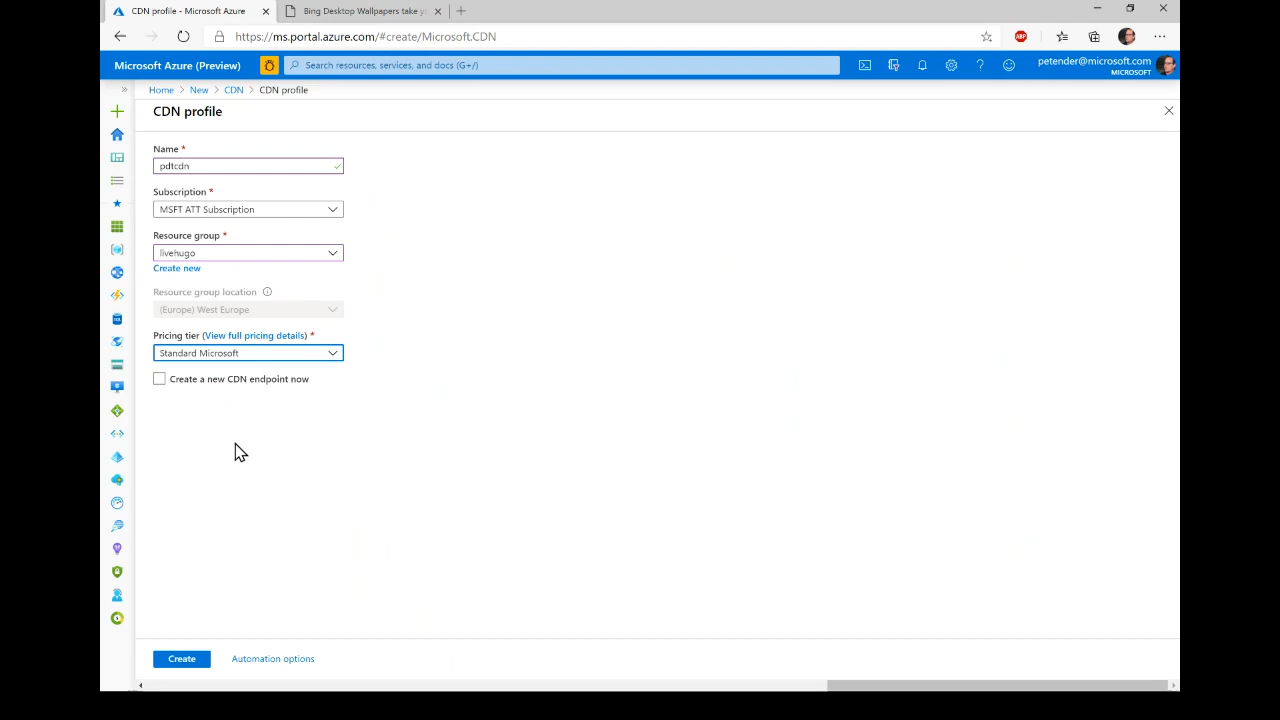 CDN profile - Microsoft Azure
Bing Desktop Wallpapers take yo
https://ms.portal.azure.com/#create/Microsoft.CDN
ABP
Microsoft Azure (Preview)
Search resources, services, and docs (G+/)
petender@microsoft.com
MICROSOFT
Home > New > CDN > CDN profile
CDN profile
Name *
pdtcdn
Subscription *
MSFT ATT Subscription
Resource group *
livehugo
Create new
Resource group location
(Europe) West Europe
Pricing tier (View full pricing details) *
Standard Microsoft
Create a new CDN endpoint now
SQL
Create
Automation options